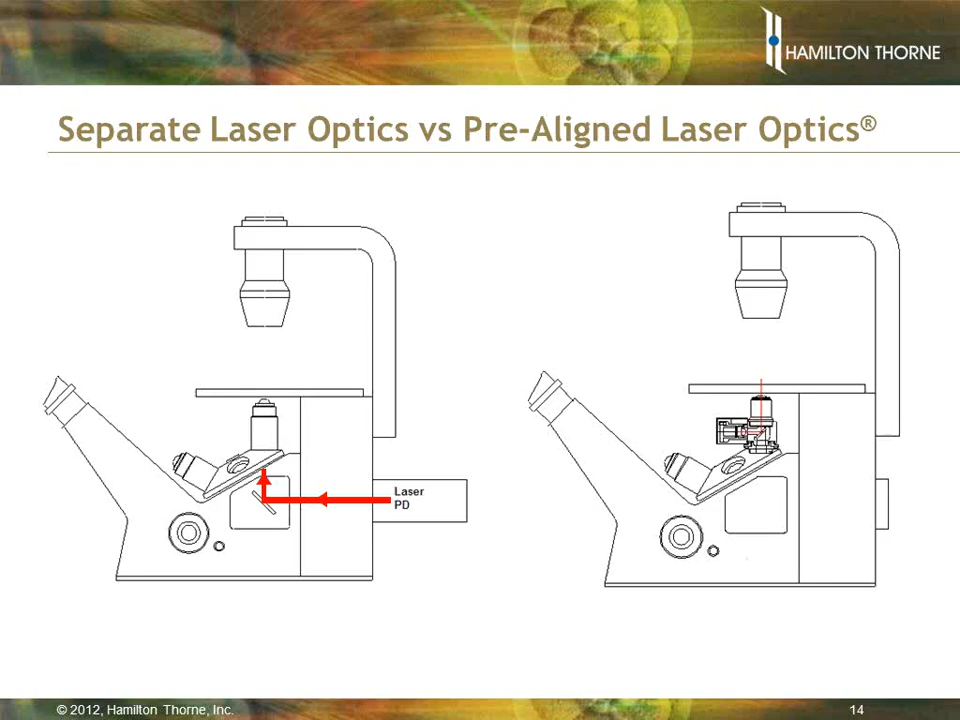 HAMILTON THORNE
Separate Laser Optics vs Pre-Aligned Laser Optics®
Laser
PD
© 2012, Hamilton Thorne, Inc.
14